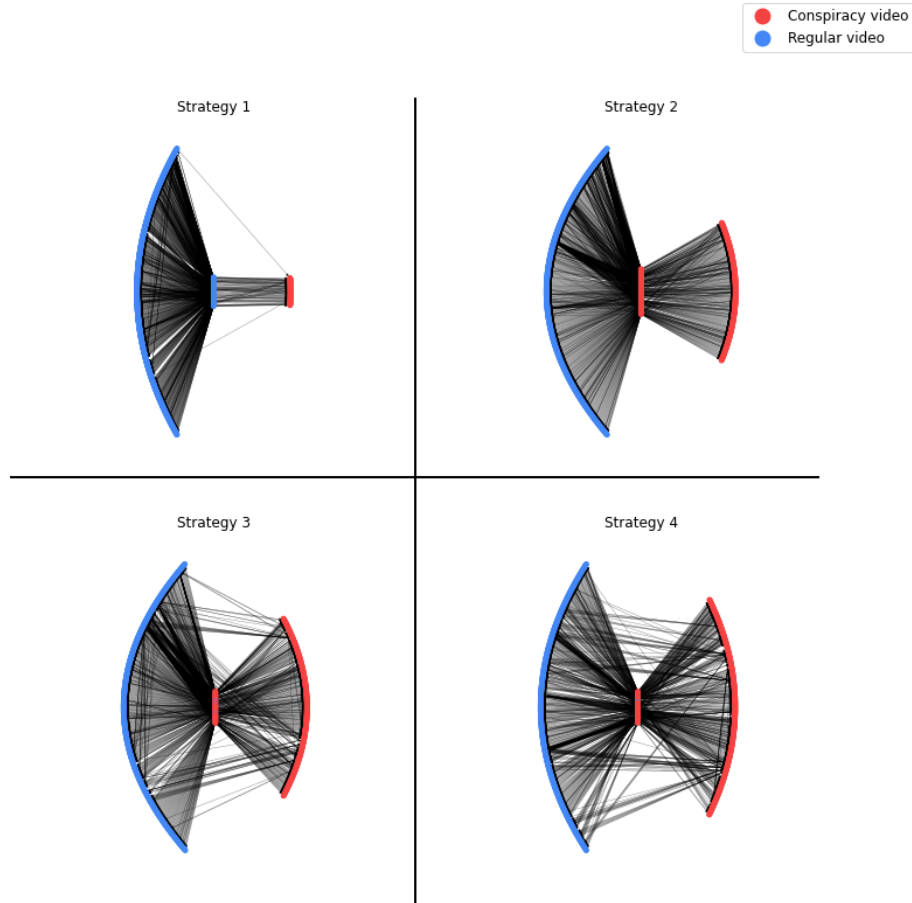 Conspiracy video
Regular video
Strategy 1
Strategy 2
Strategy 3
Strategy 4